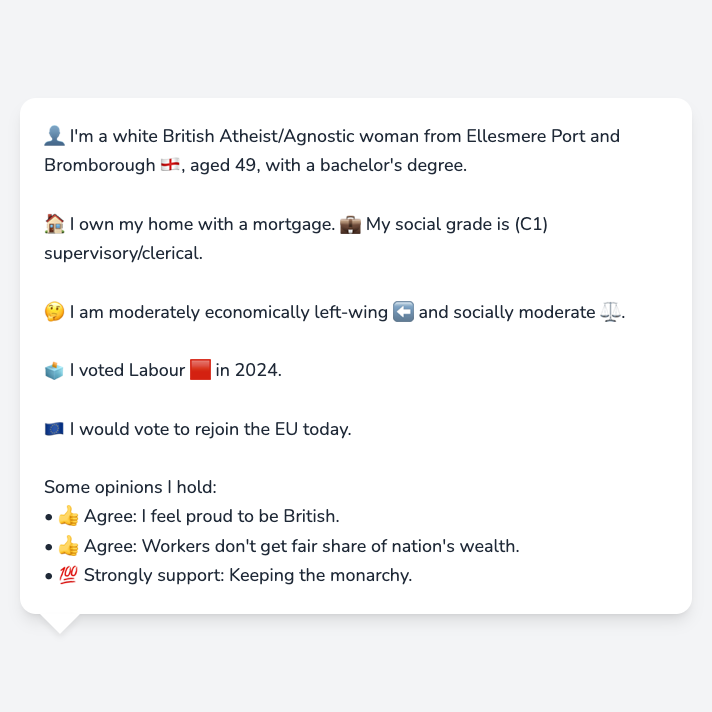 👤 I'm a white British Atheist/Agnostic woman from Ellesmere Port and
Bromborough 🏴󠁧󠁢󠁥󠁮󠁧󠁿, aged 49, with a bachelor's degree.
🏠 I own my home with a mortgage. 💼 My social grade is (C1)
supervisory/clerical.
🤔 I am moderately economically left-wing ⬅️ and socially moderate ⚖️.
🗳️ I voted Labour 🟥 in 2024.
🇪🇺 I would vote to rejoin the EU today.
Some opinions I hold:
• 👍 Agree: I feel proud to be British.
• 👍 Agree: Workers don't get fair share of nation's wealth.
• 💯 Strongly support: Keeping the monarchy.